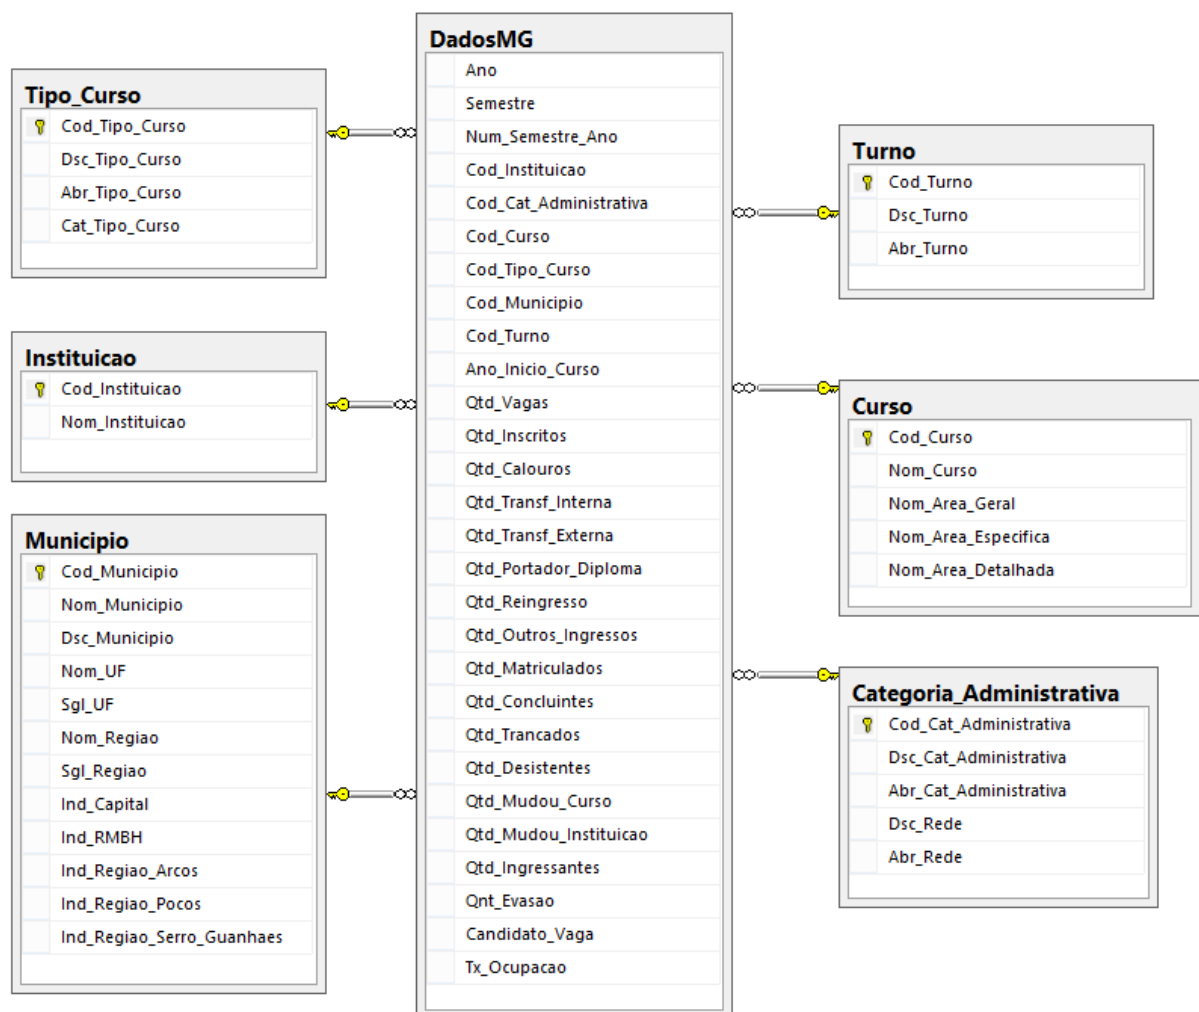 Tipo_Curso
Cod_Tipo_Curso
Dsc_Tipo_Curso
Abr_Tipo_Curso
Cat_Tipo_Curso
Instituicao
Cod_Instituicao
Nom_Instituicao
Municipio
Cod_Municipio
Nom_Municipio
Dsc_Municipio
Nom_UF
Sgl_UF
Nom_Regiao
Sgl_Regiao
Ind_Capital
Ind_RMBH
Ind_Regiao_Arcos
Ind_Regiao_Pocos
Ind_Regiao_Serro_Guanhaes
DadosMG
Ano
Semestre
Num_Semestre_Ano
Cod_Instituicao
Cod_Cat_Administrativa
Cod_Curso
Cod_Tipo_Curso
Cod_Municipio
Cod_Turno
Ano_Inicio_Curso
Qtd_Vagas
Qtd_Inscritos
Qtd_Calouros
Qtd_Transf_Interna
Qtd_Transf_Externa
Qtd_Portador_Diploma
Qtd_Reingresso
Qtd_Outros_Ingressos
Qtd_Matriculados
Qtd_Concluintes
Qtd_Trancados
Qtd_Desistentes
Qtd_Mudou_Curso
Qtd_Mudou_Instituicao
Qtd_Ingressantes
Qnt_Evasao
Candidato_Vaga
Tx_Ocupacao
Turno
Cod_Turno
Dsc_Turno
Abr_Turno
Curso
Cod_Curso
Nom_Curso
Nom_Area_Geral
Nom_Area_Especifica
Nom_Area_Detalhada
Categoria_Administrativa
Cod_Cat_Administrativa
Dsc_Cat_Administrativa
Abr_Cat_Administrativa
Dsc_Rede
Abr_Rede